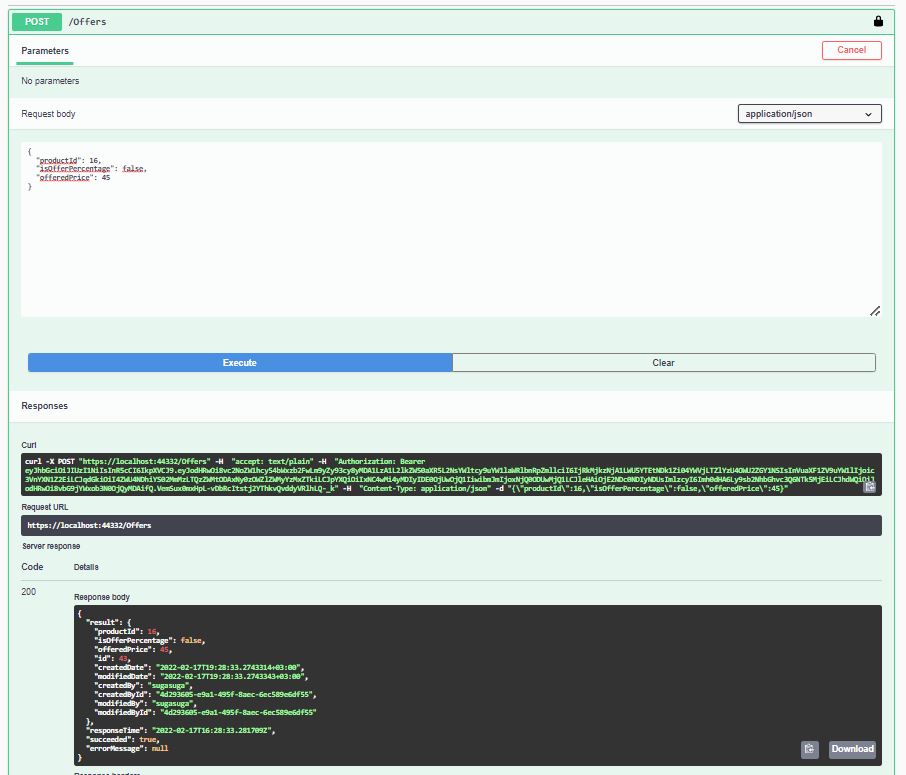 POST /Offers
Parameters
Cancel
No parameters
Request body
application/json
{
"productId": 16,
"isOfferPercentage": false,
"offeredPrice": 45
}
Execute
Clear
Responses
Curl
curl -X POST "https://localhost:44332/Offers" -H "accept: text/plain" -H "Authorization: Bearer
-H "Content-Type: application/json" -d "{\"productId\":16,\"isOfferPercentage\":false,\"offeredPrice\":45}"
Request URL
https://localhost:44332/Offers
Server response
Code
Details
200
Response body
{
"result": {
"productId": 16,
"isOfferPercentage": false,
"offeredPrice": 45,
"id": 43,
"createdDate": "2022-02-17T19:28:33.2743314+03:00",
"modifiedDate": "2022-02-17T19:28:33.2743343+03:00",
"createdBy": "sugasuga",
"createdById": "4d293605-e9a1-495f-8aec-6ec589e6df55",
"modifiedBy": "sugasuga",
"modifiedById": "4d293605-e9a1-495f-8aec-6ec589e6df55"
},
"responseTime": "2022-02-17T16:28:33.281709Z",
"succeeded": true,
"errorMessage": null
}
Download
Response headers